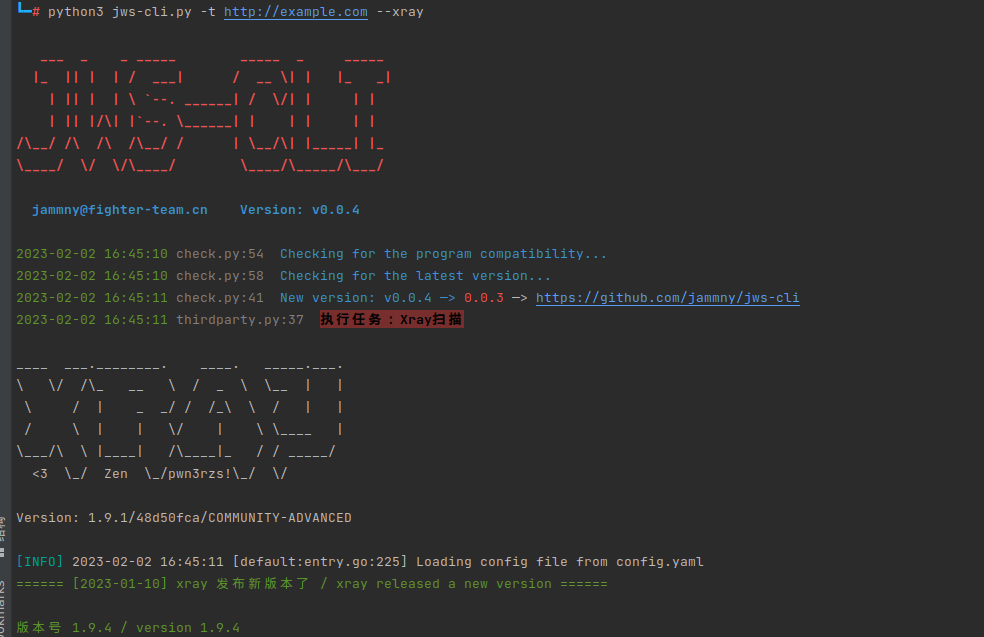 └─# python3 jws-cli.py -t http://example.com --xray
jammny@fighter-team.cn    Version: v0.0.4
2023-02-02 16:45:10 check.py:54  Checking for the program compatibility...
2023-02-02 16:45:10 check.py:58  Checking for the latest version...
2023-02-02 16:45:11 check.py:41  New version: v0.0.4 —> 0.0.3 —> https://github.com/jammny/jws-cli
2023-02-02 16:45:11 thirdparty.py:37  执行任务：Xray扫描
<3  \_/  Zen  \_/pwn3rzs!\_/  \/
Version: 1.9.1/48d50fca/COMMUNITY-ADVANCED
[INFO] 2023-02-02 16:45:11 [default:entry.go:225] Loading config file from config.yaml
====== [2023-01-10] xray 发布新版本了 / xray released a new version ======
版本号 1.9.4 / version 1.9.4